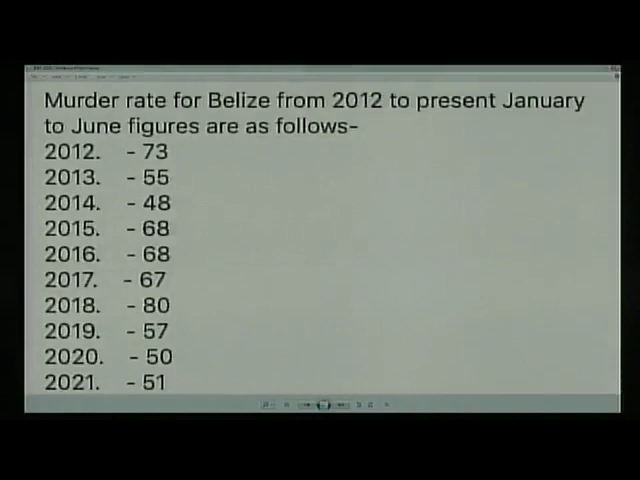 Murder rate for Belize from 2012 to present January
to June figures are as follows-
2012. - 73
2013. - 55
2014. - 48
2015. - 68
2016. - 68
2017. - 67
2018. - 80
2019. - 57
2020. - 50
2021. - 51